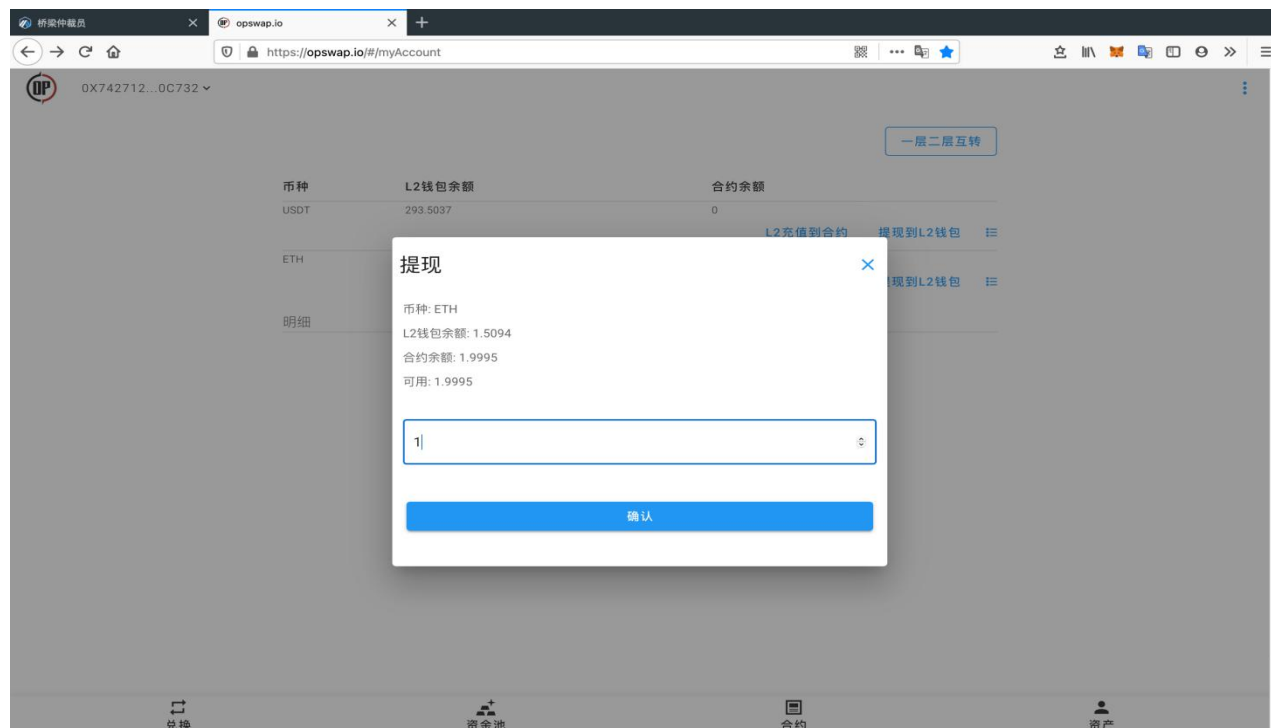 桥梁仲裁员
opswap.io
https://opswap.io/#/myAccount
OP
0X742712...0C732
一层二层互转
币种 L2钱包余额 合约余额
USDT 293.5037 0
L2充值到合约 提现到L2钱包
ETH
现到L2钱包
明细
提现
币种: ETH
L2钱包余额: 1.5094
合约余额: 1.9995
可用: 1.9995
1
确认
兑换 资金池 合约 资产